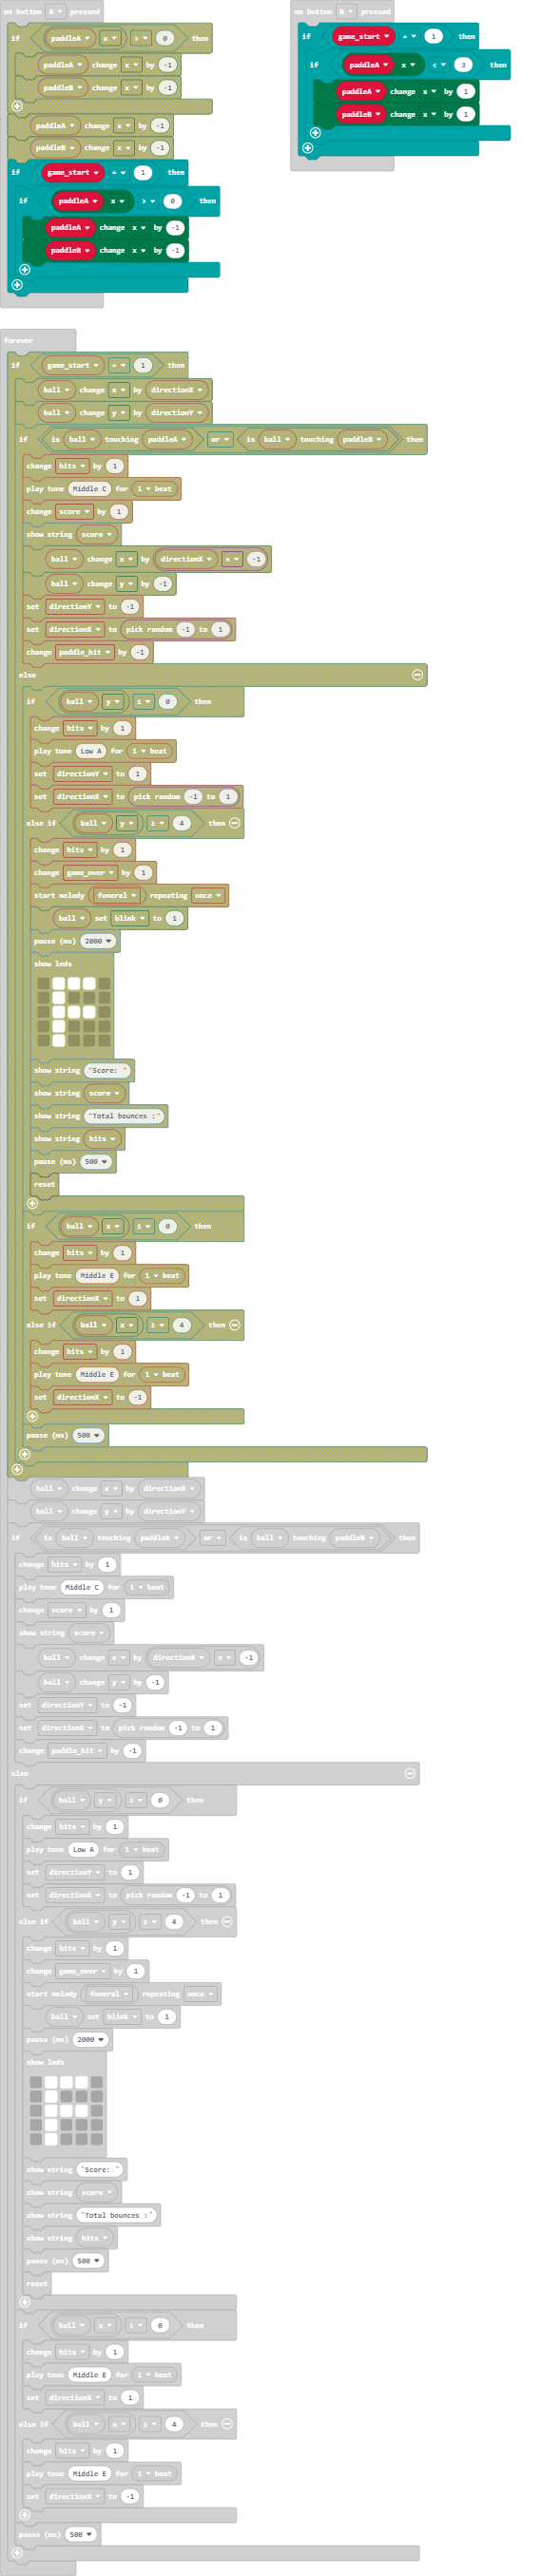 on button A pressed
if paddleA x > 0 then
paddleA change x by -1
paddleB change x by -1
paddleA change x by -1
paddleB change x by -1
if game_start = 1 then
if paddleA x > 0 then
paddleA change x by -1
paddleB change x by -1
on button B pressed
if game_start = 1 then
if paddleA x < 3 then
paddleA change x by 1
paddleB change x by 1
forever
if game_start = 1 then
ball change x by directionX
ball change y by directionY
if is ball touching paddleA or is ball touching paddleB then
change hits by 1
play tone Middle C for 1 beat
change score by 1
show string score
ball change x by directionX × -1
ball change y by -1
set directionY to -1
set directionX to pick random -1 to 1
change paddle_hit by -1
else
if ball y ≤ 0 then
change hits by 1
play tone Low A for 1 beat
set directionY to 1
set directionX to pick random -1 to 1
else if ball y ≥ 4 then
change hits by 1
change game_over by 1
start melody funeral repeating once
ball set blink to 1
pause (ms) 2000
show leds
show string "Score: "
show string score
show string "Total bounces :"
show string hits
pause (ms) 500
reset
if ball x ≤ 0 then
change hits by 1
play tone Middle E for 1 beat
set directionX to 1
else if ball x ≥ 4 then
change hits by 1
play tone Middle E for 1 beat
set directionX to -1
pause (ms) 500
ball change x by directionX
ball change y by directionY
if is ball touching paddleA or is ball touching paddleB then
change hits by 1
play tone Middle C for 1 beat
change score by 1
show string score
ball change x by directionX × -1
ball change y by -1
set directionY to -1
set directionX to pick random -1 to 1
change paddle_hit by -1
else
if ball y ≤ 0 then
change hits by 1
play tone Low A for 1 beat
set directionY to 1
set directionX to pick random -1 to 1
else if ball y ≥ 4 then
change hits by 1
change game_over by 1
start melody funeral repeating once
ball set blink to 1
pause (ms) 2000
show leds
show string "Score: "
show string score
show string "Total bounces :"
show string hits
pause (ms) 500
reset
if ball x ≤ 0 then
change hits by 1
play tone Middle E for 1 beat
set directionX to 1
else if ball x ≥ 4 then
change hits by 1
play tone Middle E for 1 beat
set directionX to -1
pause (ms) 500